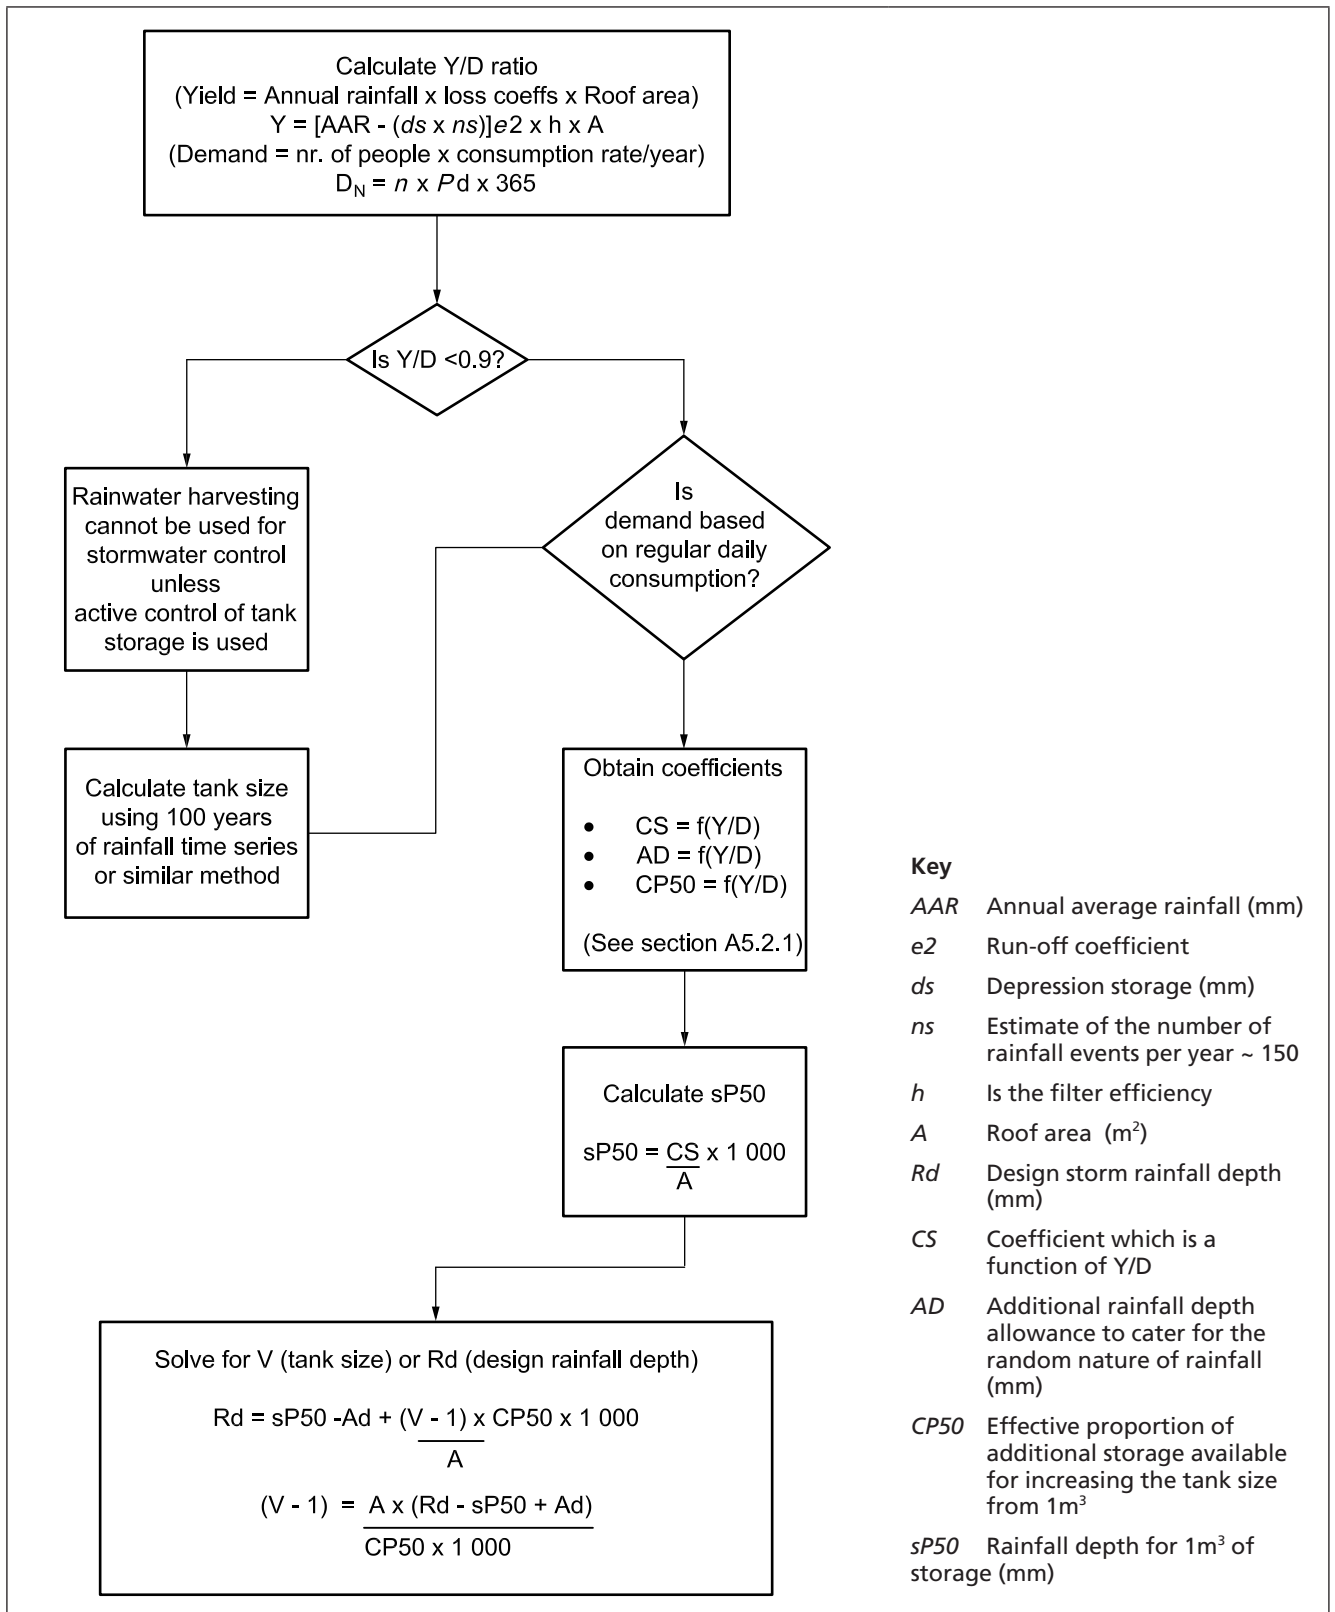 Calculate Y/D ratio
(Yield = Annual rainfall x loss coeffs x Roof area)
Y = [AAR - (ds x ns)]e2 x h x A
(Demand = nr. of people x consumption rate/year)
D_N = n x Pd x 365
Is Y/D <0.9?
Rainwater harvesting
cannot be used for
stormwater control
unless
active control of tank
storage is used
Is
demand based
on regular daily
consumption?
Calculate tank size
using 100 years
of rainfall time series
or similar method
Obtain coefficients
• CS = f(Y/D)
• AD = f(Y/D)
• CP50 = f(Y/D)
(See section A5.2.1)
Calculate sP50
sP50 = CS x 1 000
A
Solve for V (tank size) or Rd (design rainfall depth)
Rd = sP50 -Ad + (V - 1) x CP50 x 1 000
A
(V - 1) = A x (Rd - sP50 + Ad)
CP50 x 1 000
Key
AAR Annual average rainfall (mm)
e2 Run-off coefficient
ds Depression storage (mm)
ns Estimate of the number of
rainfall events per year ~ 150
h Is the filter efficiency
A Roof area (m²)
Rd Design storm rainfall depth
(mm)
CS Coefficient which is a
function of Y/D
AD Additional rainfall depth
allowance to cater for the
random nature of rainfall
(mm)
CP50 Effective proportion of
additional storage available
for increasing the tank size
from 1m³
sP50 Rainfall depth for 1m³ of
storage (mm)